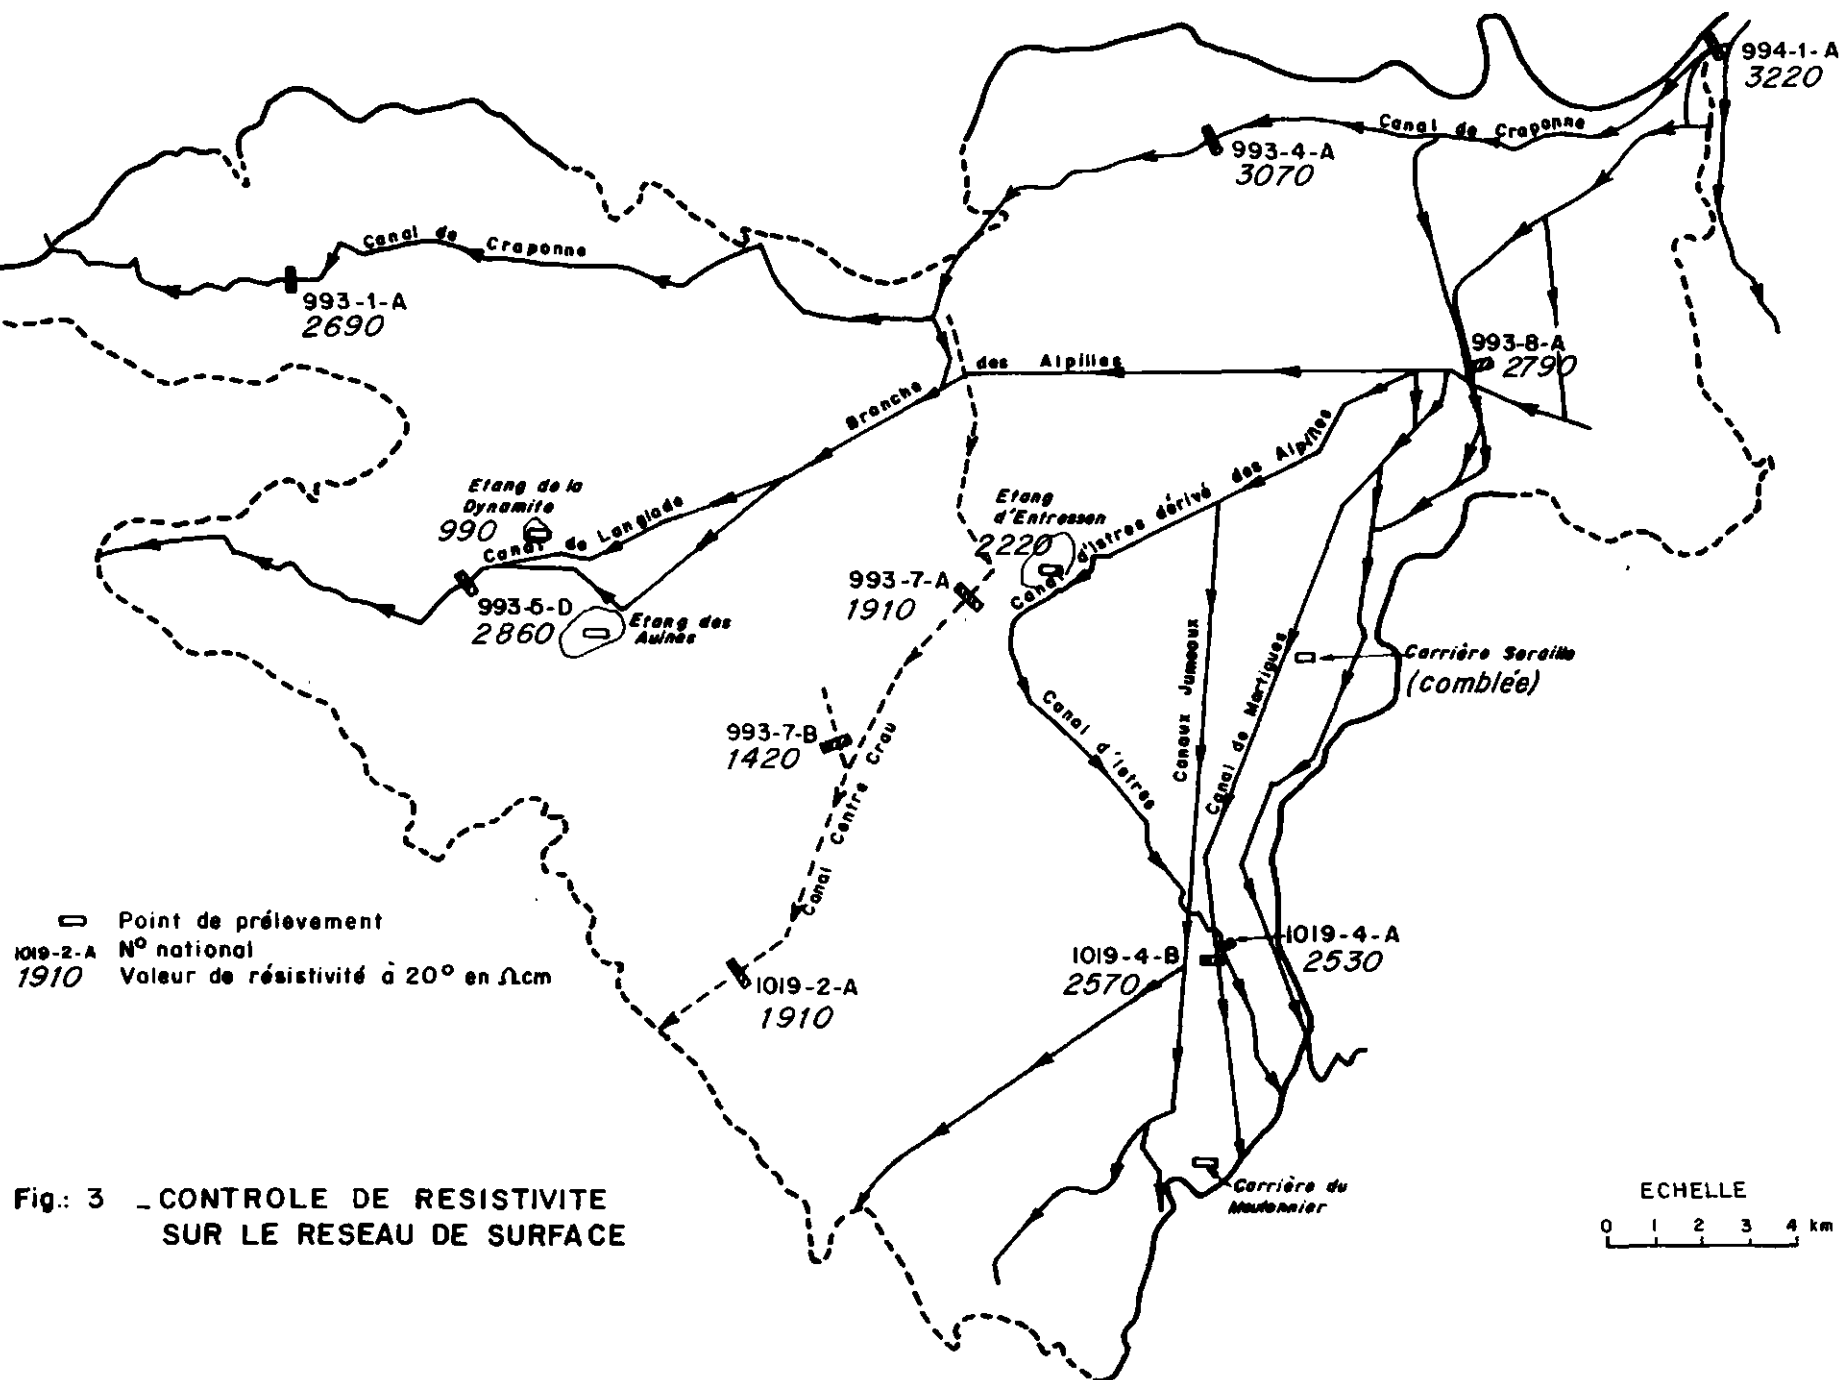 994-1-A
3220
Canal de Craponne
993-4-A
3070
Canal de Craponne
993-1-A
2690
993-8-A
2790
des Alpilles
Branche
Etang de la
Dynamite
990
Canal de Langlade
Etang
d'Entressen
2220
Canal d'Istres dérivé des Alpilles
993-7-A
1910
993-5-D
2860
Etang des
Aulnes
Carrière Soraille
(comblée)
Canaux Jumeaux
Canal de Martigues
Canal d'Istres
993-7-B
1420
Canal Centre Crau
Point de prélevement
1019-2-A N° national
1910 Valeur de résistivité à 20° en Ωcm
1019-4-A
2530
1019-4-B
2570
1019-2-A
1910
Carrière du
Moutonnier
Fig.: 3 _ CONTROLE DE RESISTIVITE
SUR LE RESEAU DE SURFACE
ECHELLE
0 1 2 3 4 km